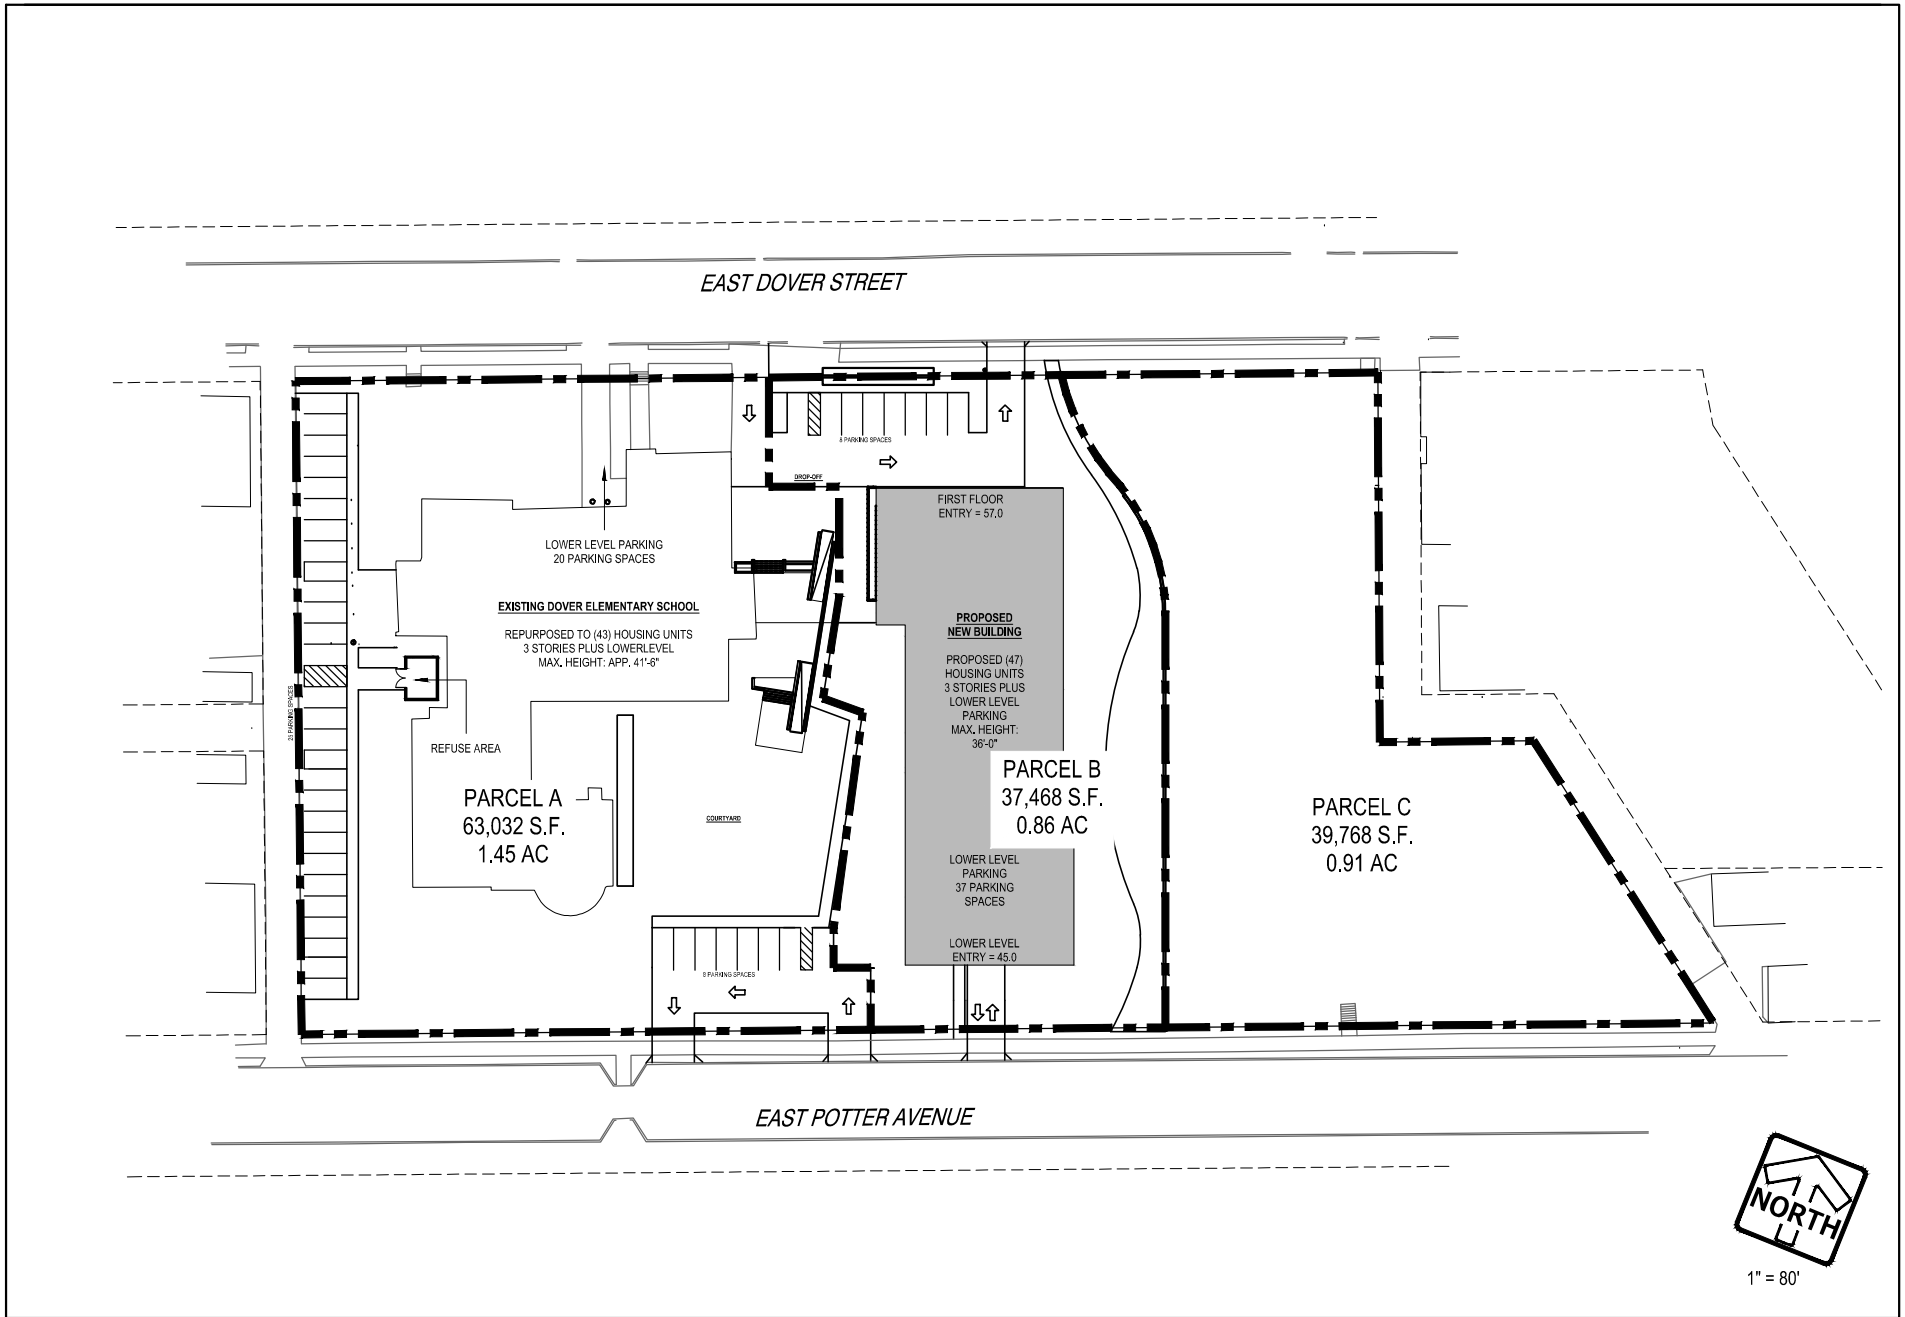 EAST DOVER STREET
8 PARKING SPACES
DROP-OFF
FIRST FLOOR
ENTRY = 57.0
LOWER LEVEL PARKING
20 PARKING SPACES
EXISTING DOVER ELEMENTARY SCHOOL
REPURPOSED TO (43) HOUSING UNITS
3 STORIES PLUS LOWERLEVEL
MAX. HEIGHT: APP. 41'-6"
PROPOSED
NEW BUILDING
PROPOSED (47)
HOUSING UNITS
3 STORIES PLUS
LOWER LEVEL
PARKING
MAX. HEIGHT:
36'-0"
PARKING SPACES
REFUSE AREA
PARCEL A
63,032 S.F.
1.45 AC
COURTYARD
PARCEL B
37,468 S.F.
0.86 AC
PARCEL C
39,768 S.F.
0.91 AC
LOWER LEVEL
PARKING
37 PARKING
SPACES
LOWER LEVEL
ENTRY = 45.0
8 PARKING SPACES
EAST POTTER AVENUE
NORTH
1" = 80'